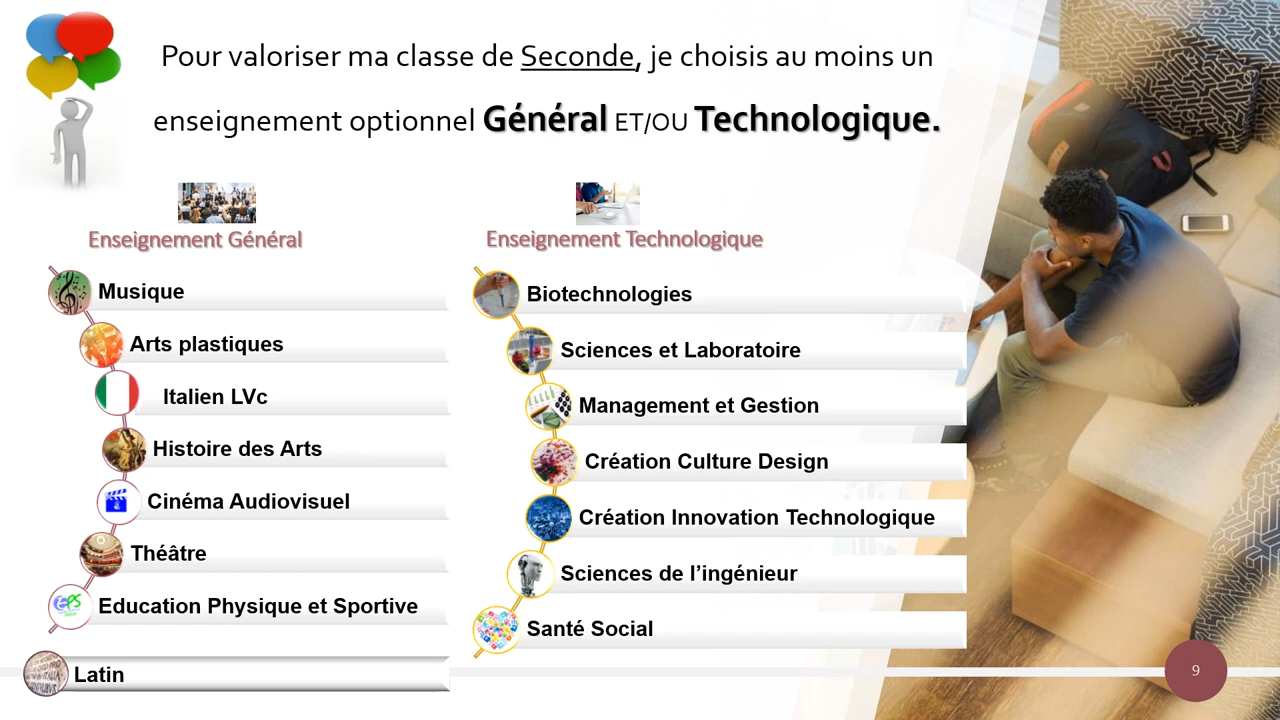 Pour valoriser ma classe de Seconde, je choisis au moins un
enseignement optionnel Général ET/OU Technologique.
Enseignement Général
Musique
Arts plastiques
Italien LVc
Histoire des Arts
Cinéma Audiovisuel
Théâtre
Education Physique et Sportive
Latin
Enseignement Technologique
Biotechnologies
Sciences et Laboratoire
Management et Gestion
Création Culture Design
Création Innovation Technologique
Sciences de l’ingénieur
Santé Social
9